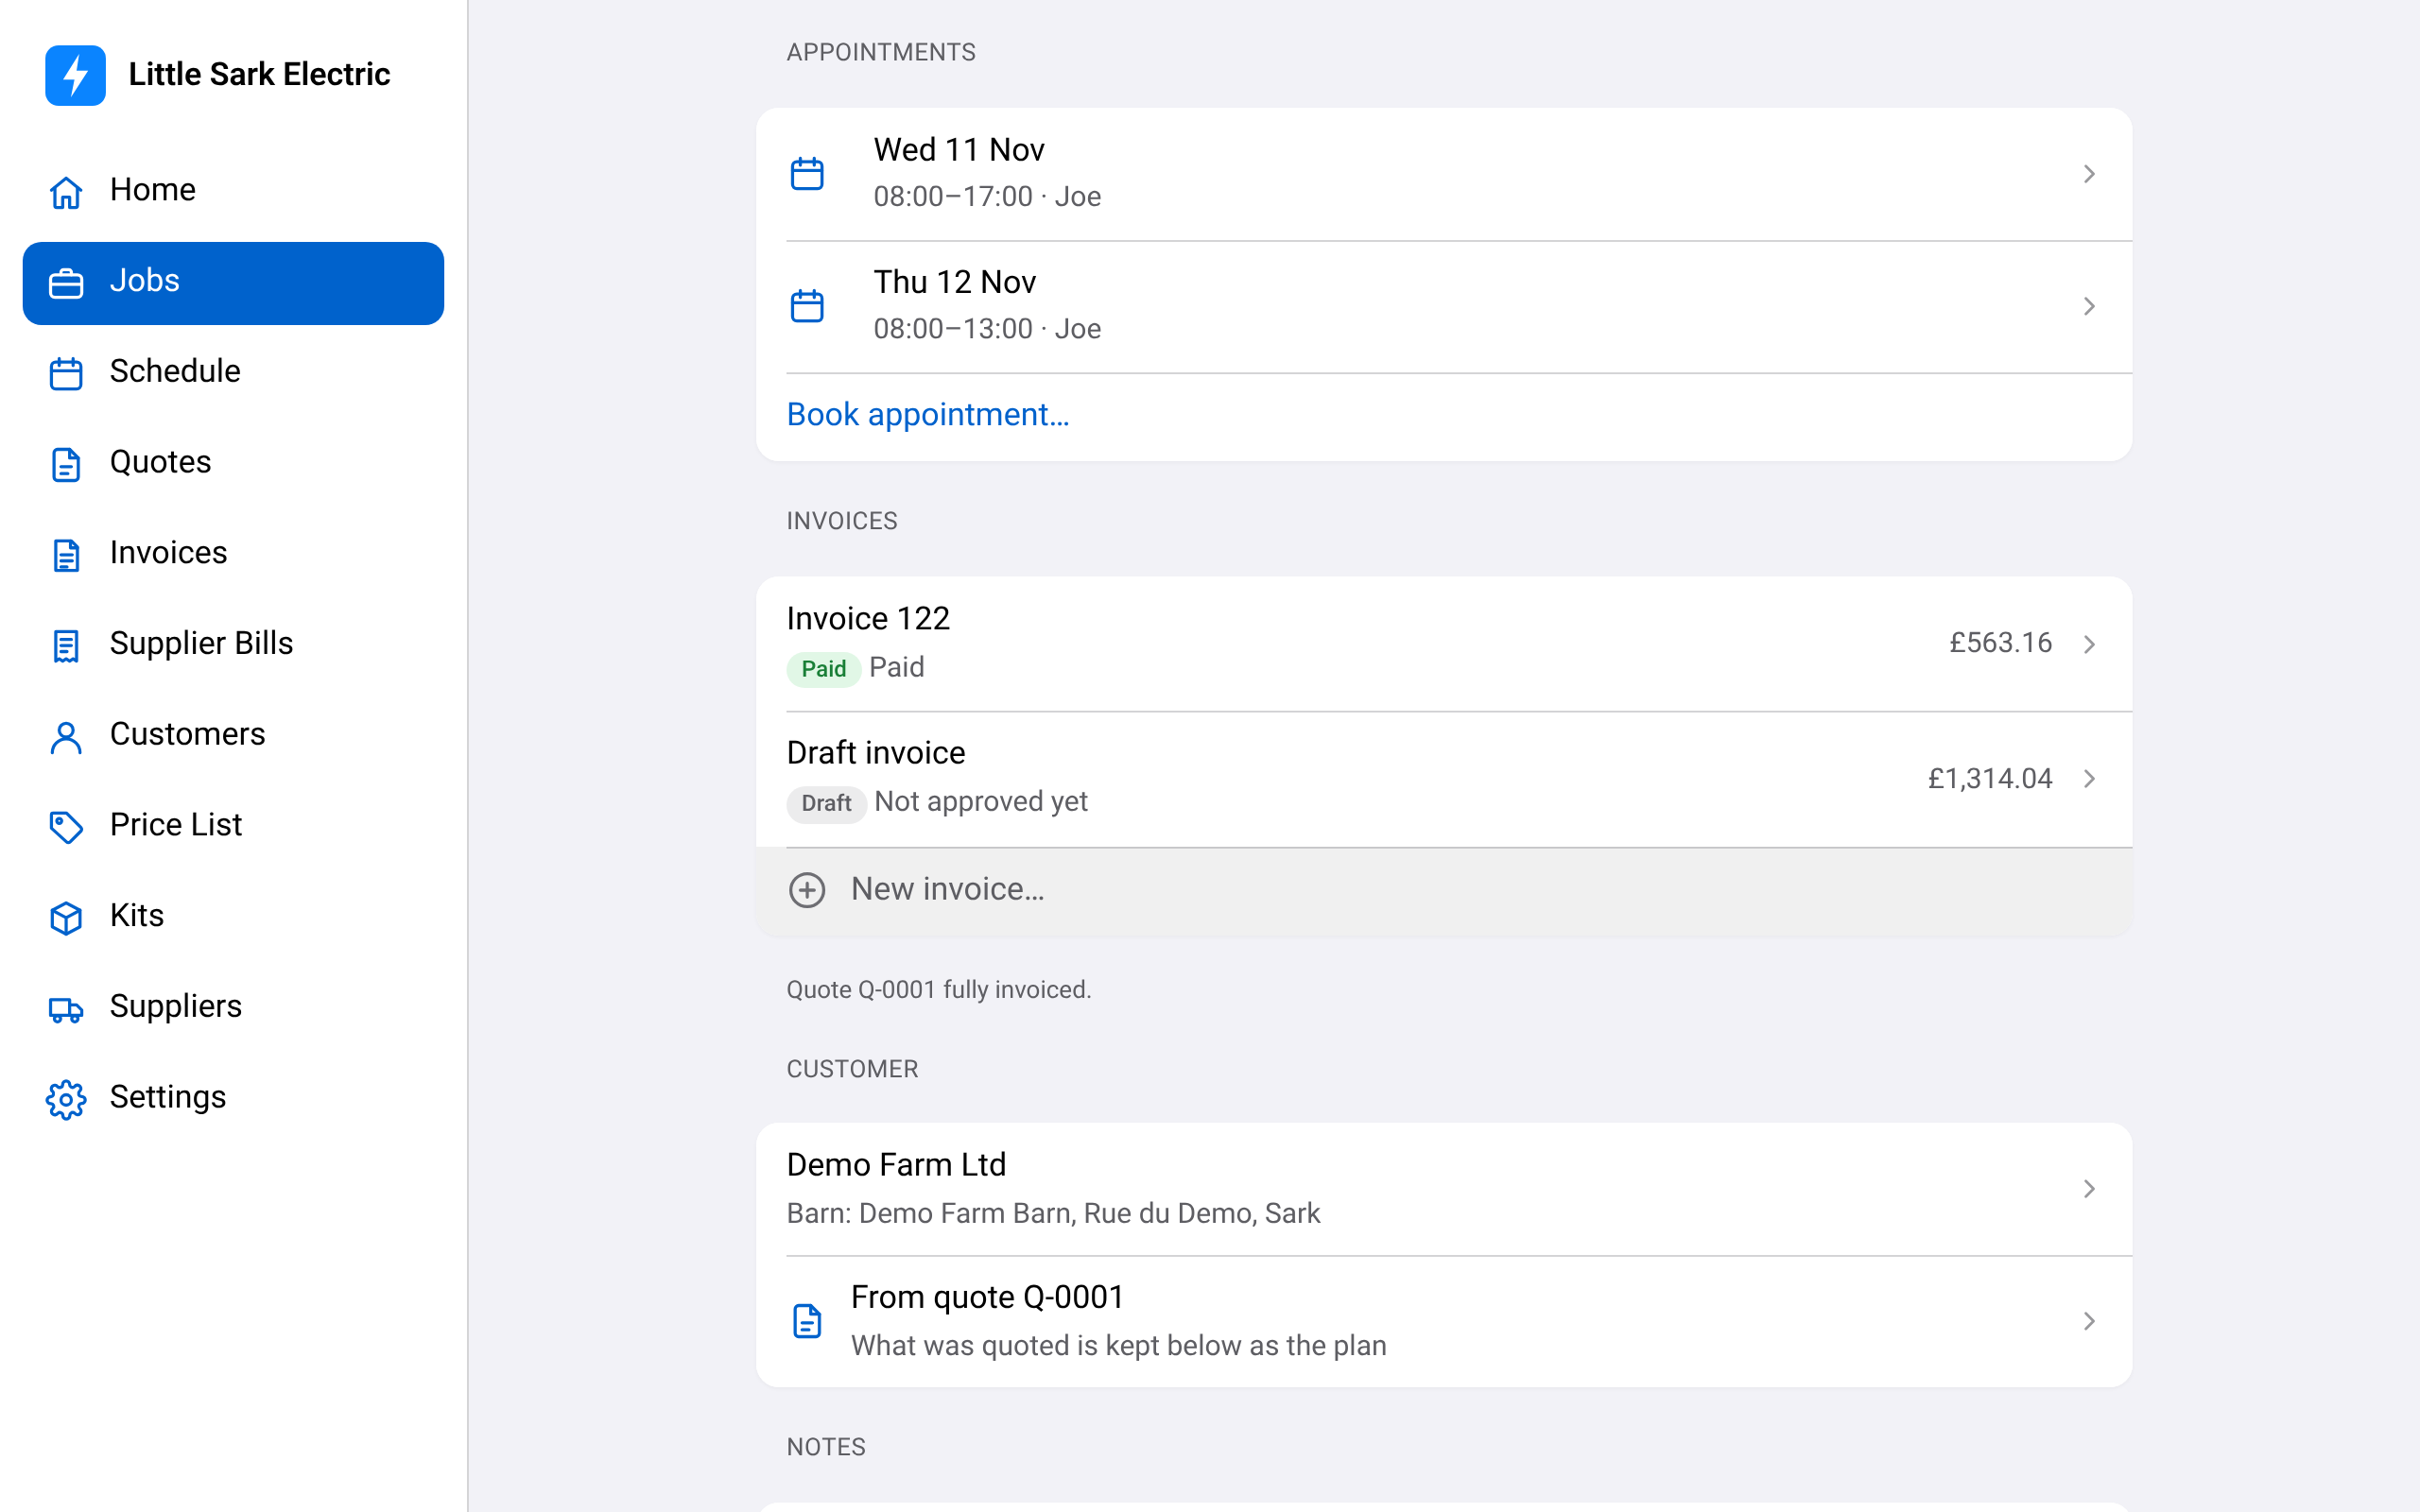 Little Sark Electric
Home
Jobs
Schedule
Quotes
Invoices
Supplier Bills
Customers
Price List
Kits
Suppliers
Settings
APPOINTMENTS
Wed 11 Nov
08:00–17:00 · Joe
Thu 12 Nov
08:00–13:00 · Joe
Book appointment…
INVOICES
Invoice 122
£563.16
Paid Paid
Draft invoice
£1,314.04
Draft Not approved yet
New invoice…
Quote Q-0001 fully invoiced.
CUSTOMER
Demo Farm Ltd
Barn: Demo Farm Barn, Rue du Demo, Sark
From quote Q-0001
What was quoted is kept below as the plan
NOTES